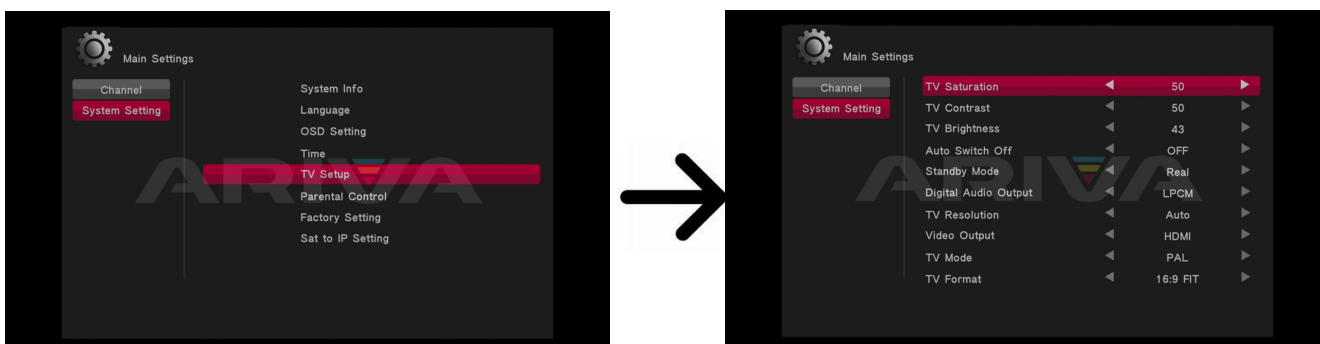 Main Settings
Channel
System Setting
System Info
Language
OSD Setting
Time
TV Setup
Parental Control
Factory Setting
Sat to IP Setting
ARIVA
Main Settings
Channel
System Setting
TV Saturation 50
TV Contrast 50
TV Brightness 43
Auto Switch Off OFF
Standby Mode Real
Digital Audio Output LPCM
TV Resolution Auto
Video Output HDMI
TV Mode PAL
TV Format 16:9 FIT
ARIVA